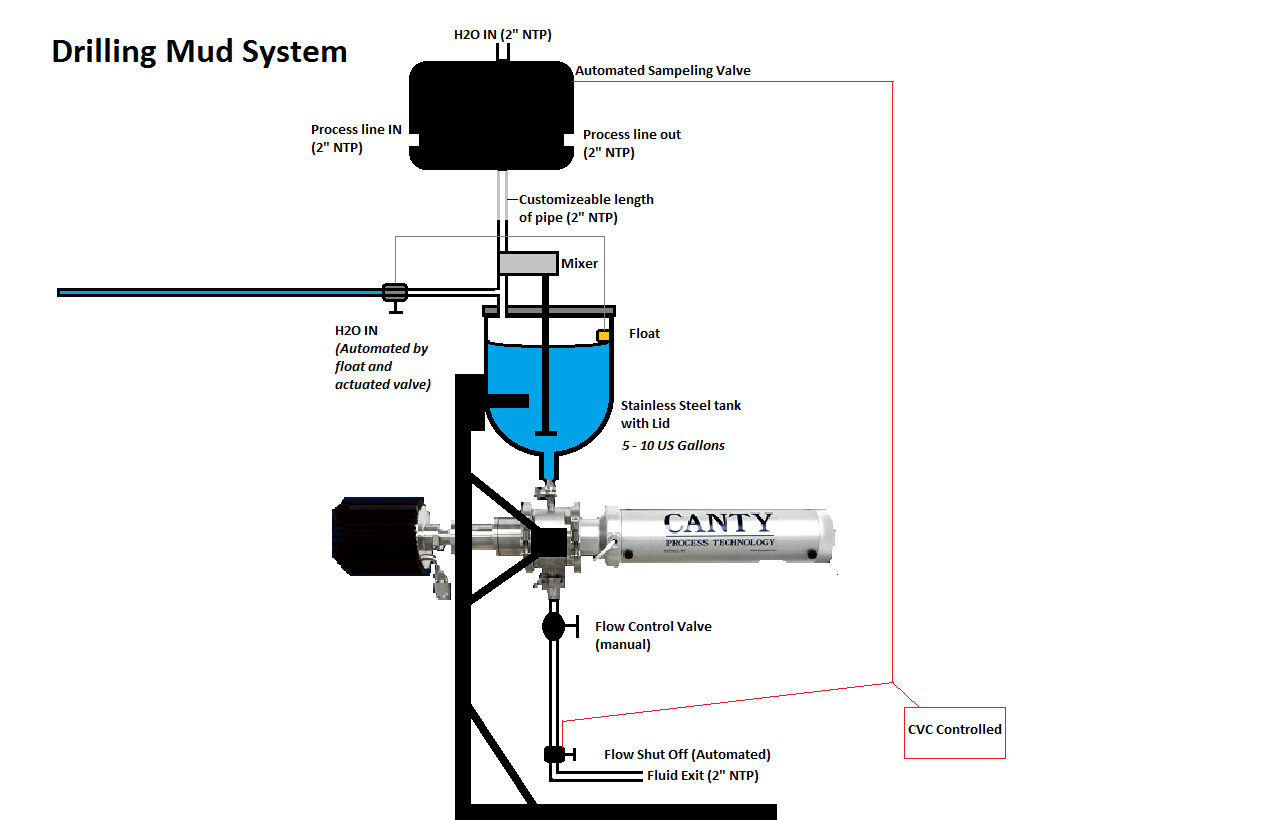 Drilling Mud System
H2O IN (2" NTP)
Automated Sampeling Valve
Process line IN
(2" NTP)
Process line out
(2" NTP)
Customizeable length
of pipe (2" NTP)
Mixer
H2O IN
(Automated by
float and
actuated valve)
Float
Stainless Steel tank
with Lid
5 - 10 US Gallons
CANTY
PROCESS TECHNOLOGY
Flow Control Valve
(manual)
CVC Controlled
Flow Shut Off (Automated)
Fluid Exit (2" NTP)